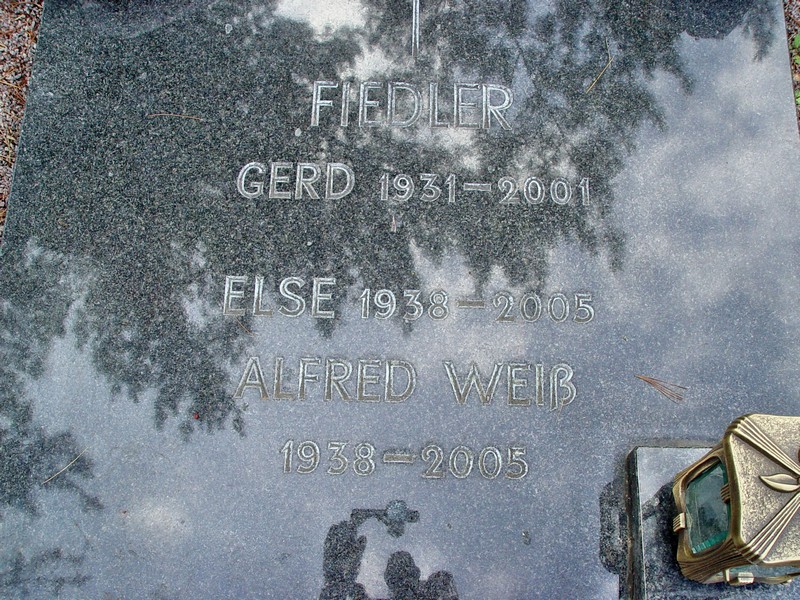 FIEDLER
GERD 1931–2001
ELSE 1938–2005
ALFRED WEIß
1938–2005